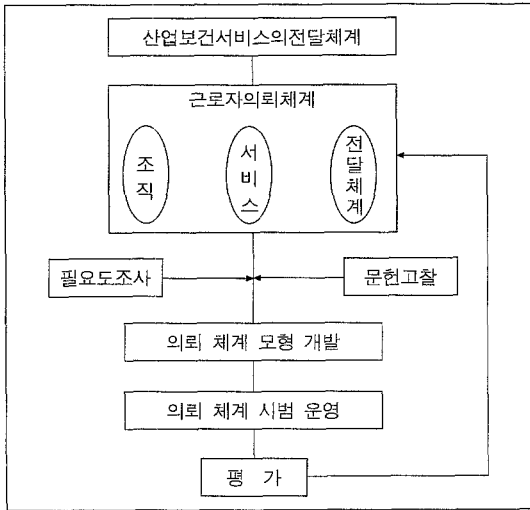 산업보건서비스의전달체계
근로자의뢰체계
조직
서비스
전달체계
필요도조사
문헌고찰
의뢰 체계 모형 개발
의뢰 체계 시범 운영
평 가